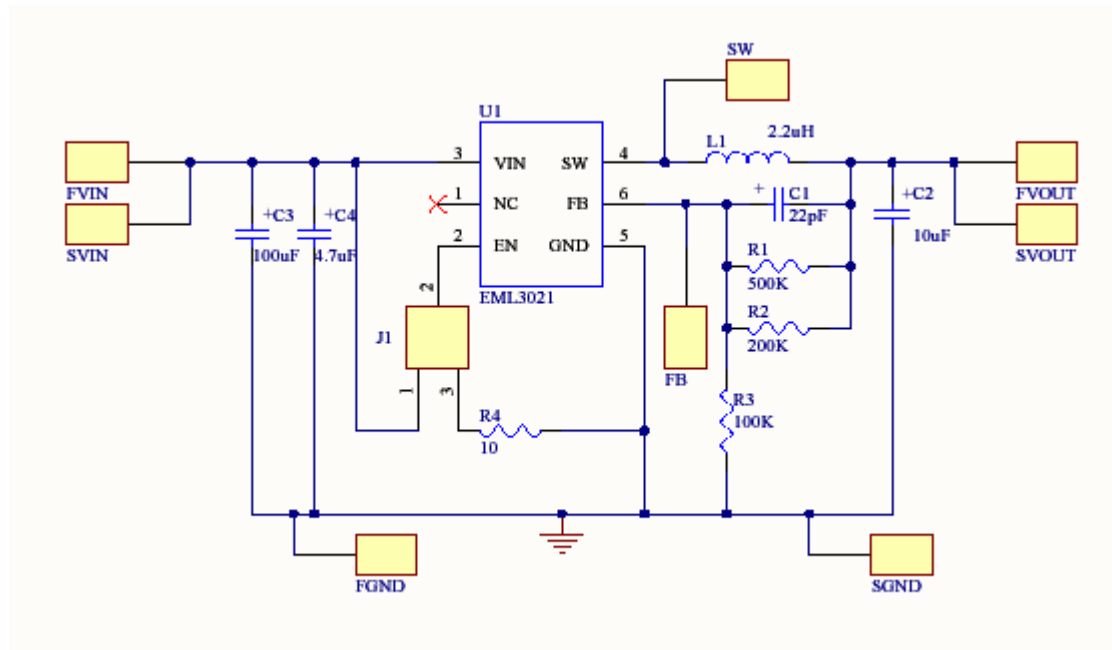 SW
U1
2.2uH
L1
3
VIN
SW
4
FVIN
FVOUT
1
NC
FB
6
+
C1
22pF
+C2
10uF
+C3
100uF
+C4
4.7uF
SVIN
SVOUT
2
EN
GND
5
R1
500K
2
EML3021
R2
200K
J1
FB
1
3
R4
10
R3
100K
FGND
SGND